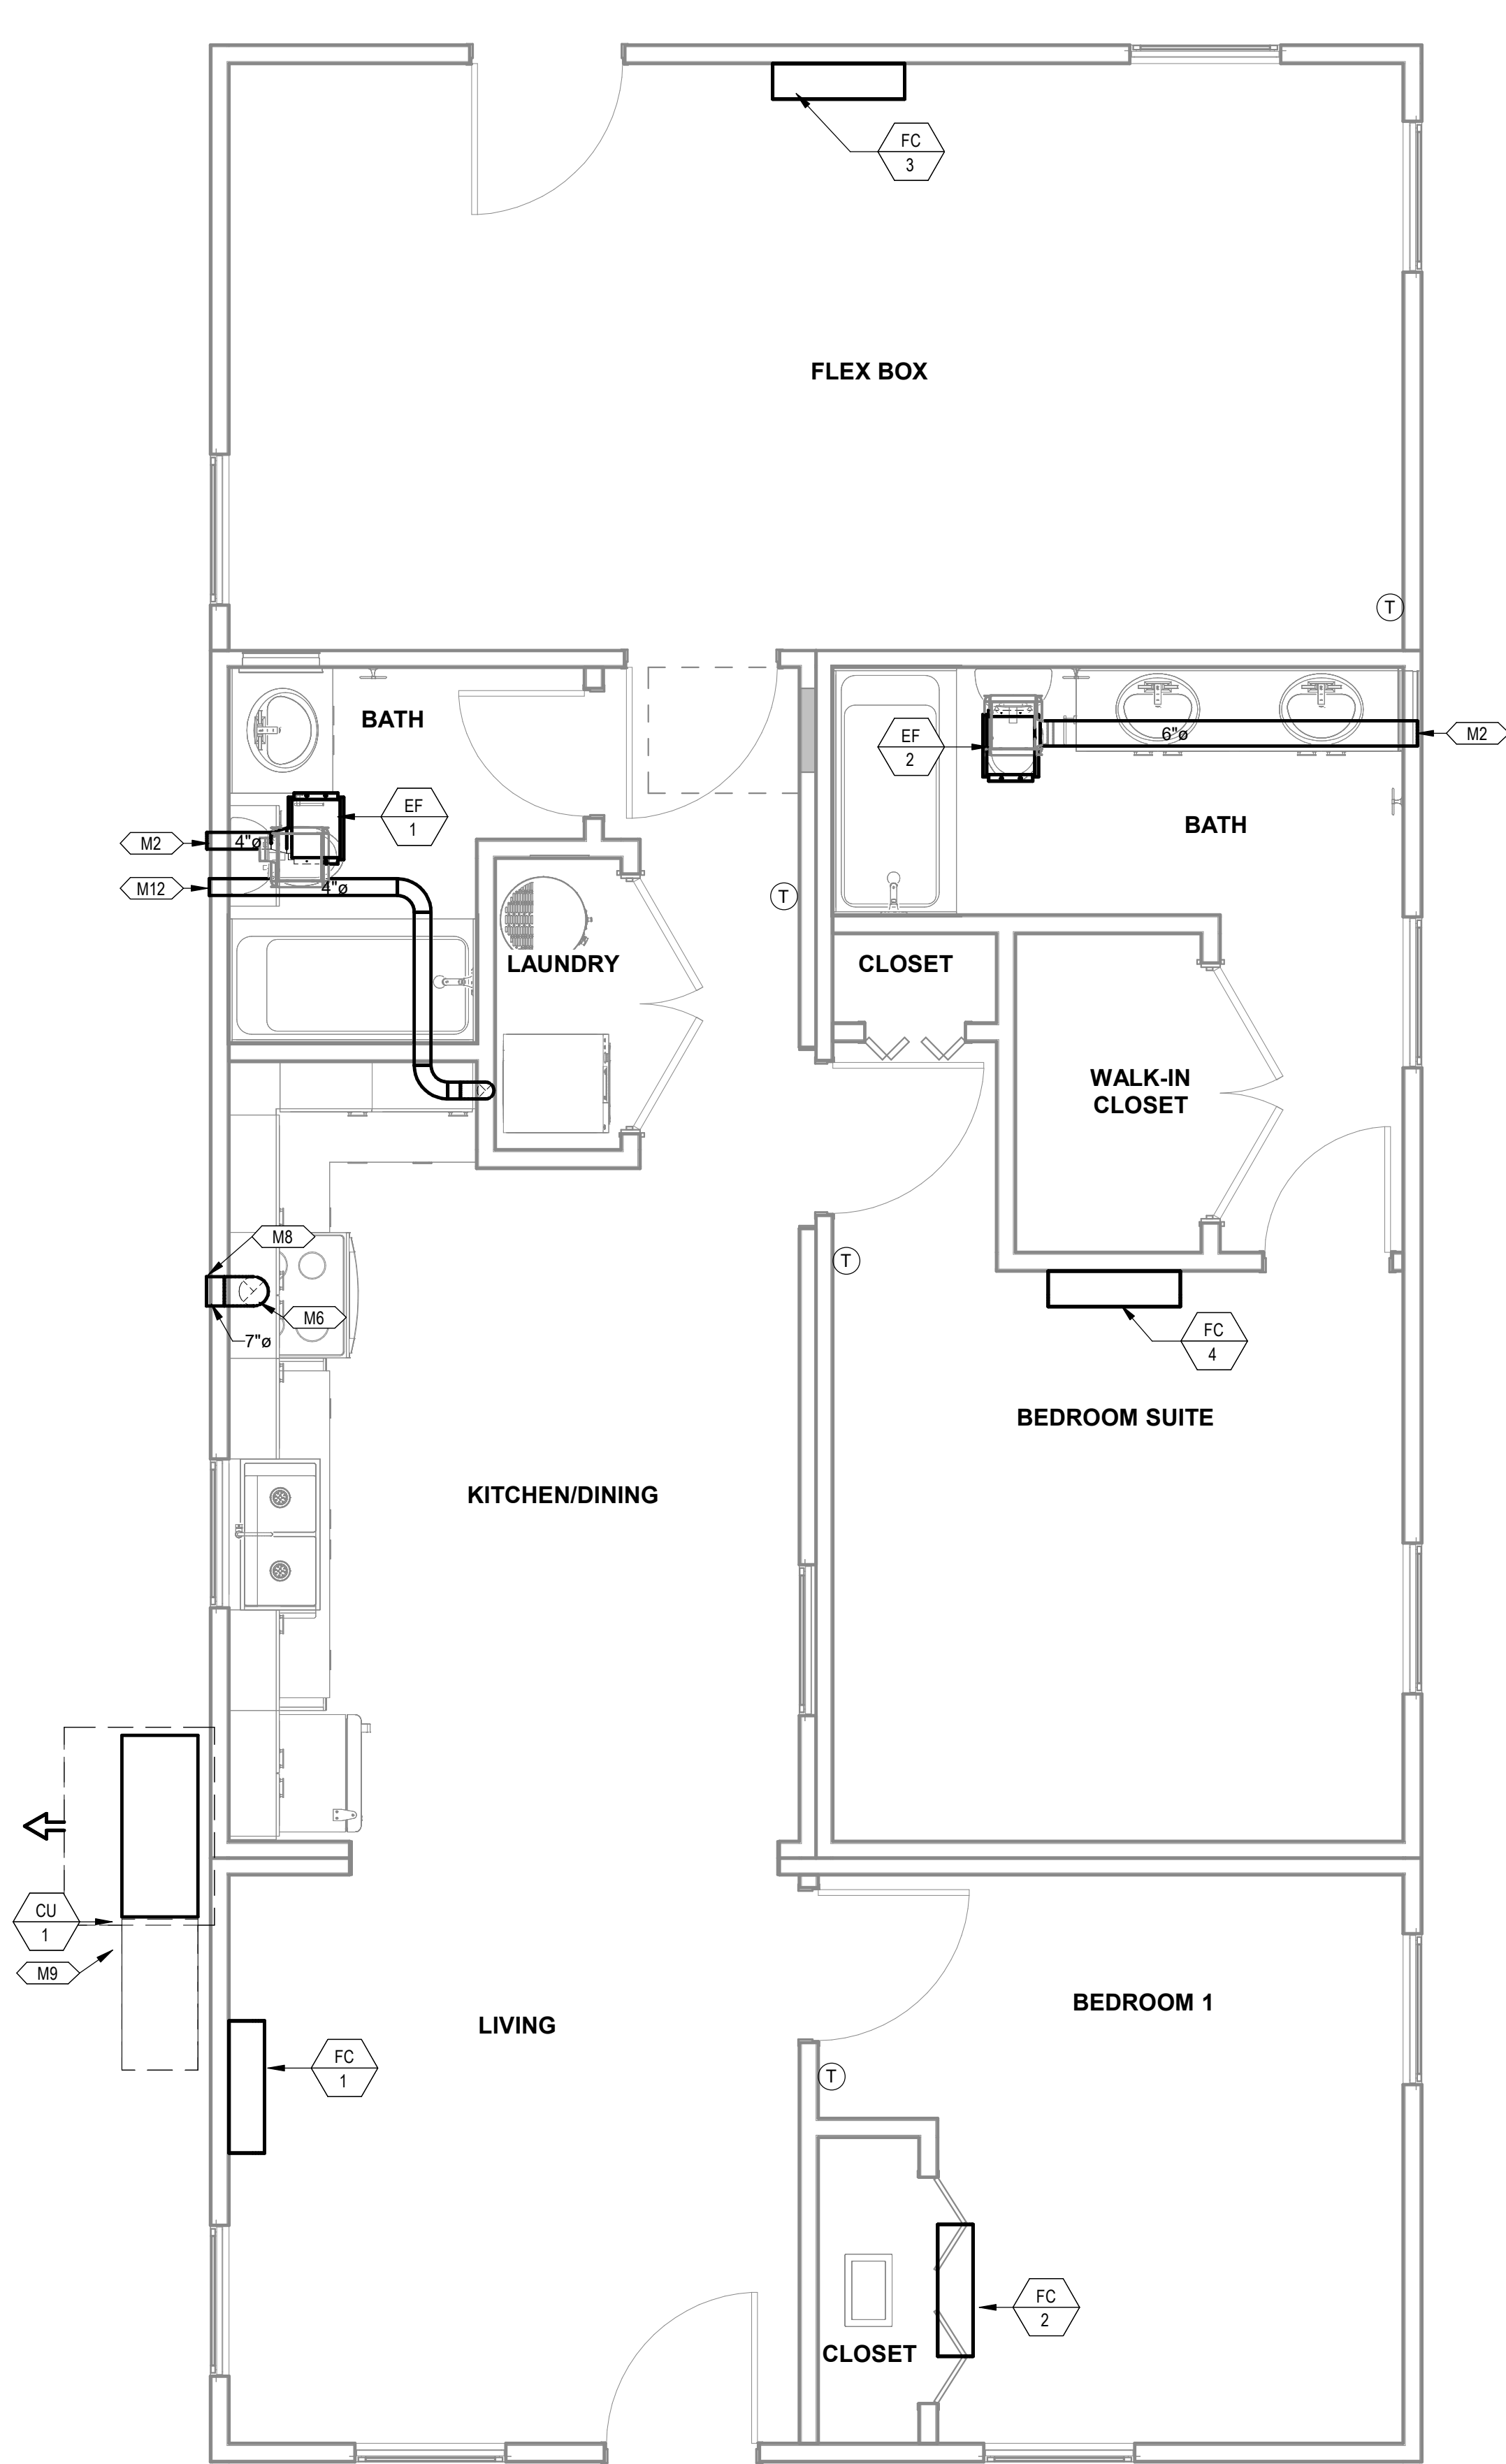 FC
3
FLEX BOX
T
BATH
EF
2
6"ø
M2
EF
1
M2
4"ø
BATH
M12
4"ø
T
LAUNDRY
CLOSET
WALK-IN
CLOSET
M8
T
M6
7"ø
FC
4
BEDROOM SUITE
KITCHEN/DINING
CU
1
M9
BEDROOM 1
LIVING
FC
1
T
FC
2
CLOSET